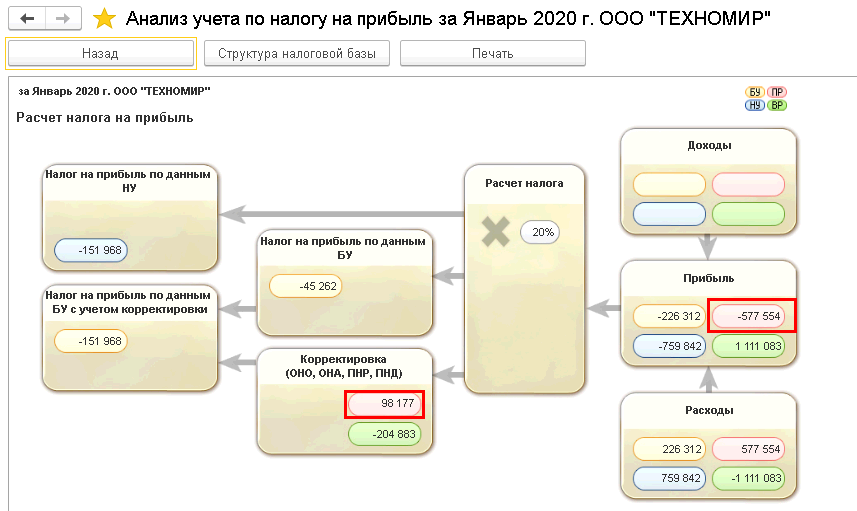 Анализ учета по налогу на прибыль за Январь 2020 г. ООО "ТЕХНОМИР"
Назад
Структура налоговой базы
Печать
за Январь 2020 г. ООО "ТЕХНОМИР"
БУ ПР
НУ ВР
Расчет налога на прибыль
Налог на прибыль по данным
НУ
-151 968
Налог на прибыль по данным
БУ с учетом корректировки
-151 968
Налог на прибыль по данным
БУ
-45 262
Корректировка
(ОНО, ОНА, ПНР, ПНД)
98 177
-204 883
Расчет налога
20%
Доходы
Прибыль
-226 312 -577 554
-759 842 1 111 083
Расходы
226 312 577 554
759 842 -1 111 083